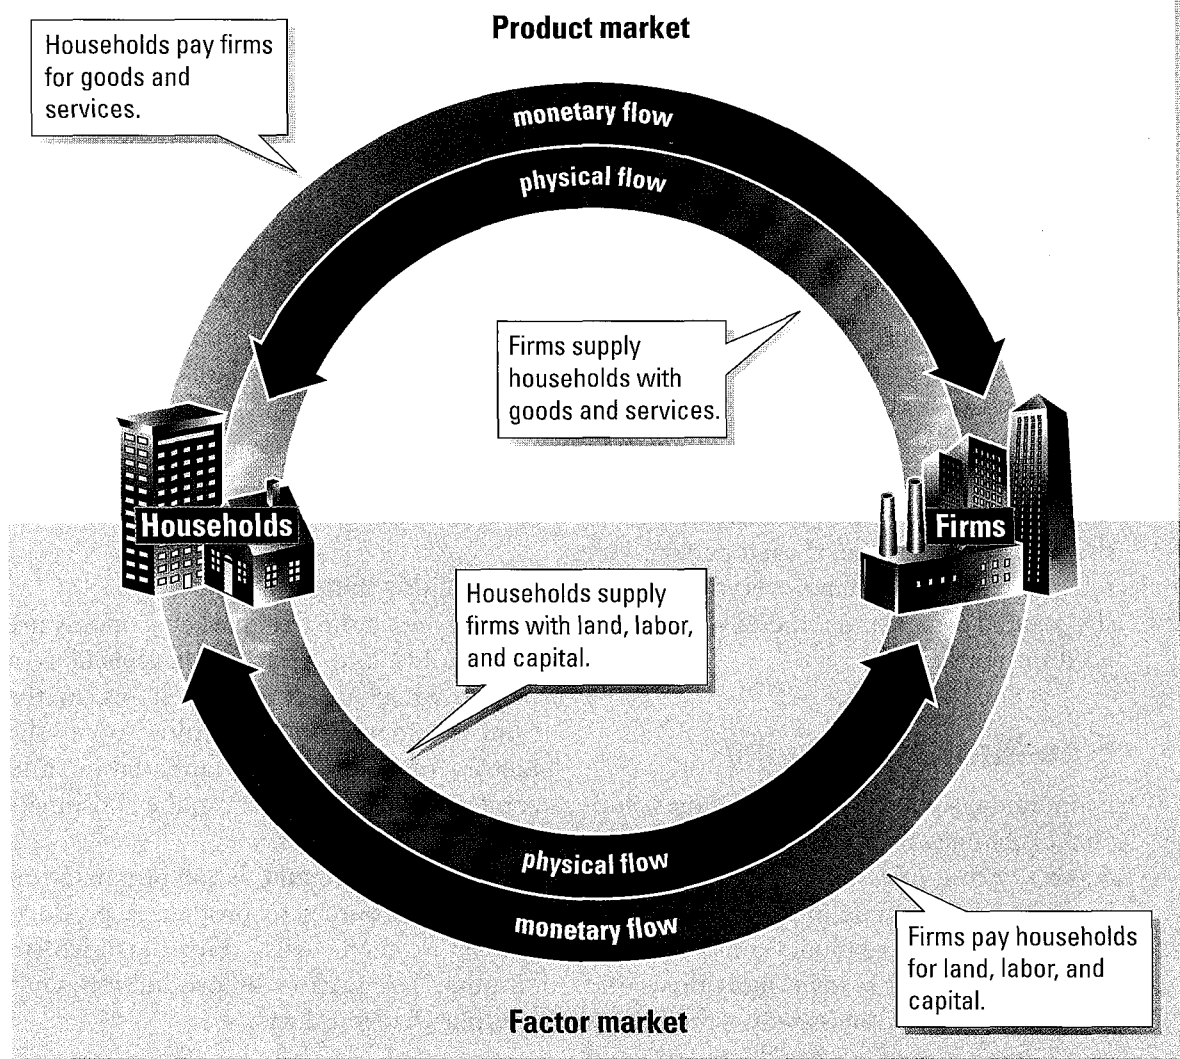 Product market
Households pay firms
for goods and
services.
monetary flow
physical flow
Firms supply
households with
goods and services.
Households
Firms
Households supply
firms with land, labor,
and capital.
physical flow
monetary flow
Firms pay households
for land, labor, and
capital.
Factor market